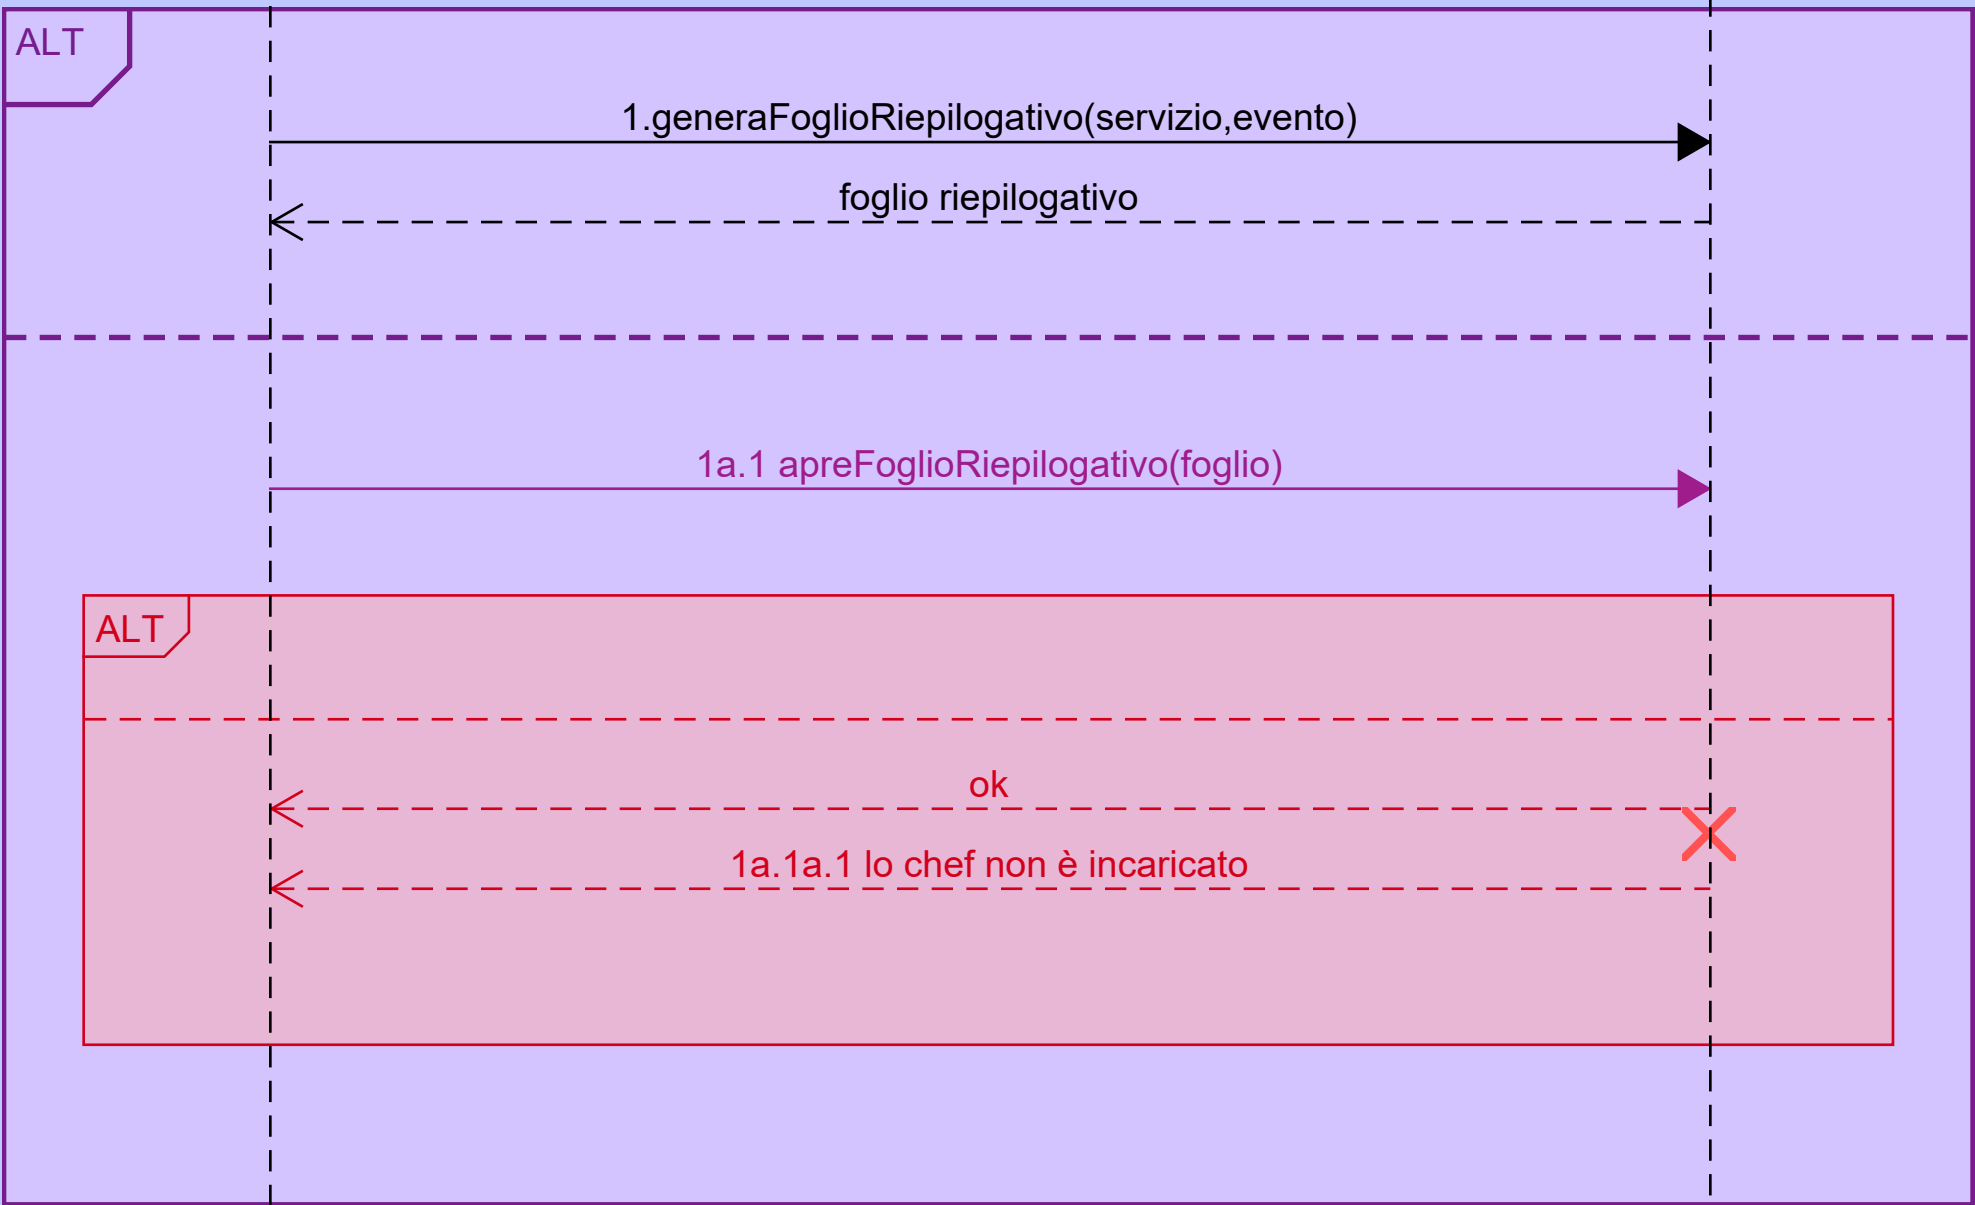 ALT
1.generaFoglioRiepilogativo(servizio,evento)
foglio riepilogativo
1a.1 apreFoglioRiepilogativo(foglio)
ALT
ok
1a.1a.1 lo chef non è incaricato